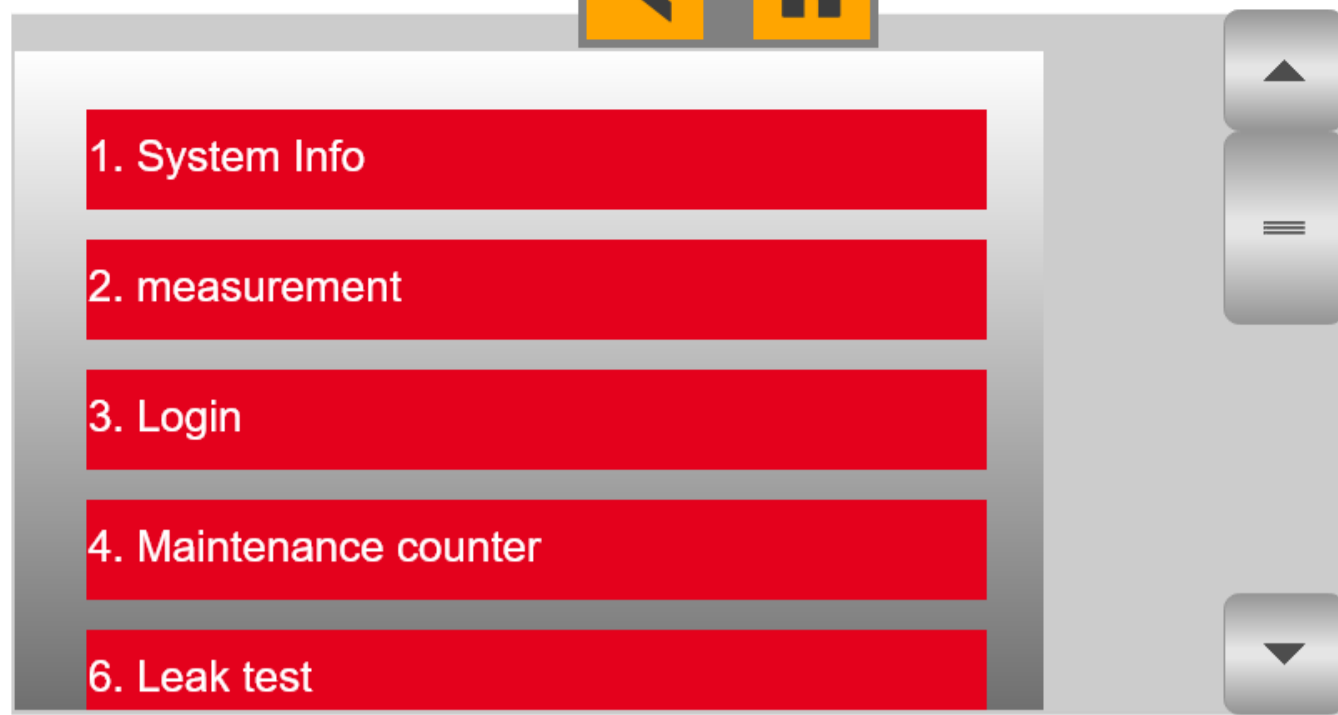 1. System Info
2. measurement
3. Login
4. Maintenance counter
6. Leak test